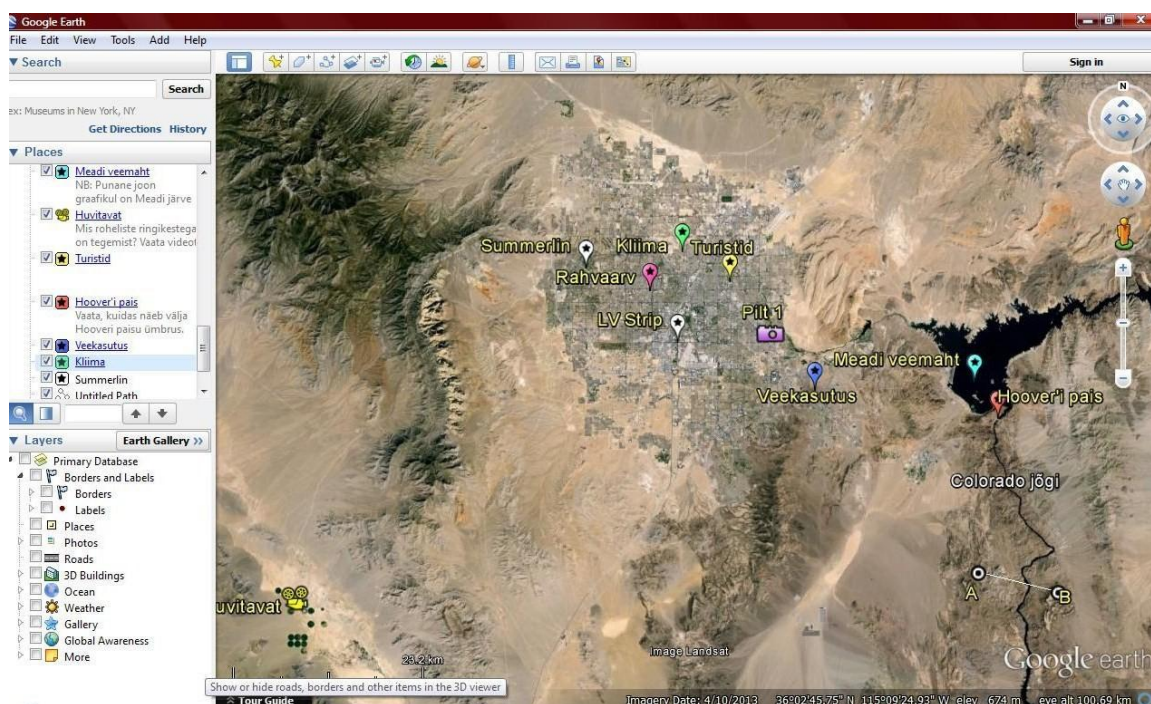 Google Earth
File Edit View Tools Add Help
Search
Search
ex: Museums in New York, NY
Get Directions History
Places
Meadi veemaht
NB: Punane joon
graafikul on Meadi järve
Huvitavat
Mis roheliste ringikestega
on tegemist? Vaata videot
Turistid
Hoover'i pais
Vaata, kuidas näeb välja
Hooveri paisu ümbrus.
Veekasutus
Kliima
Summerlin
Untitled Path
Layers
Earth Gallery >>
Primary Database
Borders and Labels
Borders
Labels
Places
Photos
Roads
3D Buildings
Ocean
Weather
Gallery
Global Awareness
More
Sign in
N
Summerlin
Kliima
Turistid
Rahvaarv
LV Strip
Pilt 1
Meadi veemaht
Veekasutus
Hoover'i pais
Colorado jõgi
A
B
uvitavat
23.2 km
Image Landsat
Google earth
Show or hide roads, borders and other items in the 3D viewer
Tour Guide
Imagery Date: 4/10/2013 36°02'45.75" N 115°09'24.93" W elev 674 m eye alt 100.69 km